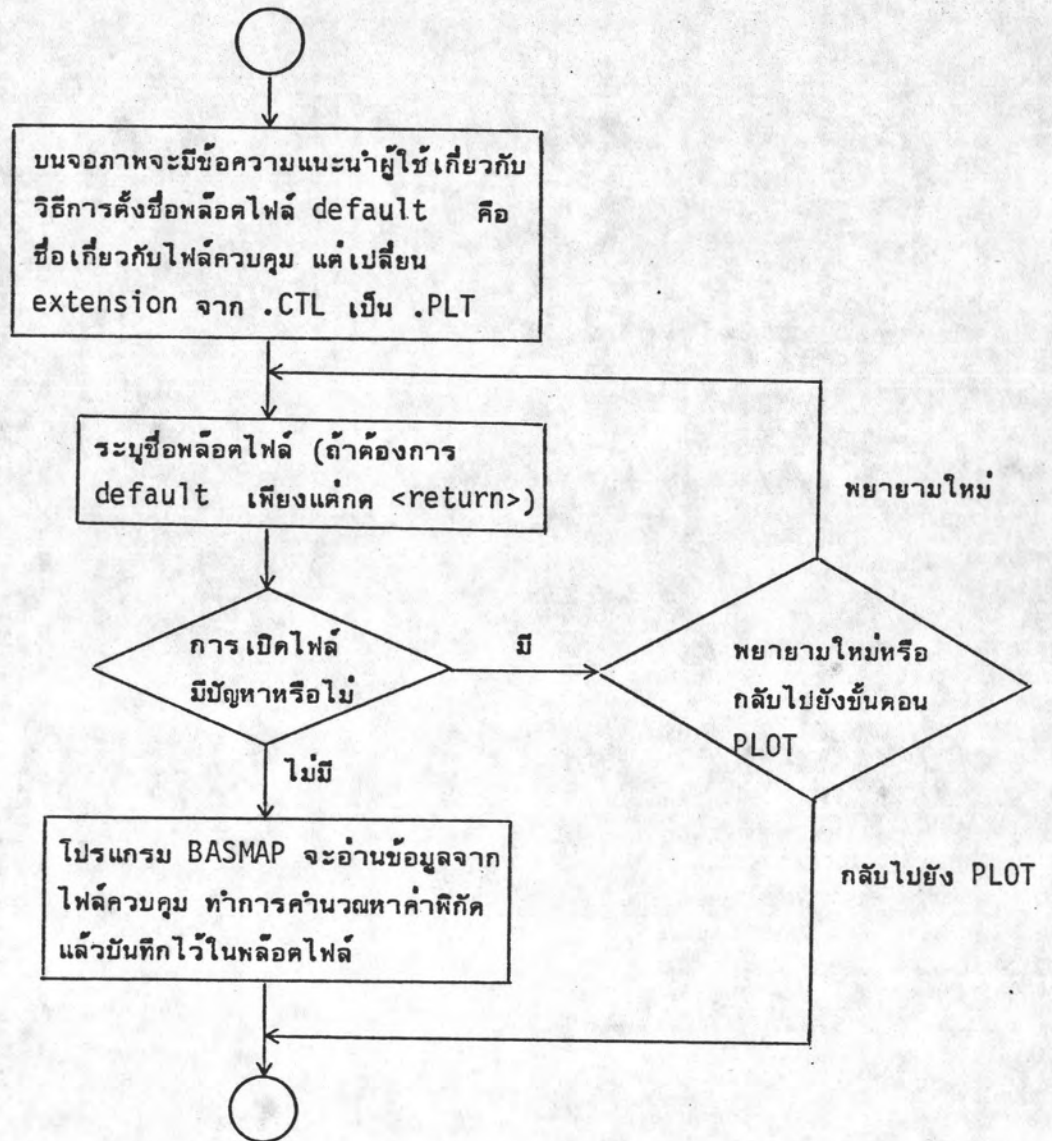 บนจอภาพจะมีข้อความแนะนำผู้ใช้เกี่ยวกับ
วิธีการตั้งชื่อพล๊อตไฟล์ default คือ
ชื่อเกี่ยวกับไฟล์ควบคุม แต่เปลี่ยน
extension จาก .CTL เป็น .PLT
ระบุชื่อพล๊อตไฟล์ (ถ้าต้องการ
default เพียงแต่กด <return>)
พยายามใหม่
การเปิดไฟล์
มีปัญหาหรือไม่
มี
พยายามใหม่หรือ
กลับไปยังขั้นตอน
PLOT
ไม่มี
โปรแกรม BASMAP จะอ่านข้อมูลจาก
ไฟล์ควบคุม ทำการคำนวณหาค่าพิกัด
แล้วบันทึกไว้ในพล๊อตไฟล์
กลับไปยัง PLOT